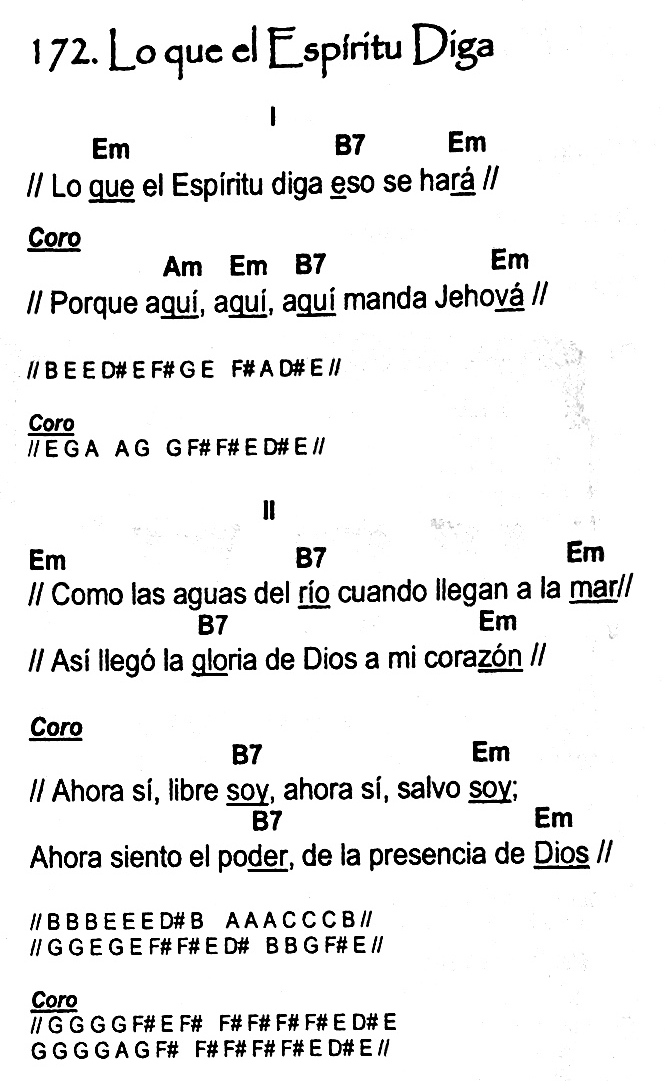 172. Lo que el Espíritu Diga
I
Em B7 Em
// Lo que el Espíritu diga eso se hará //
Coro
Am Em B7 Em
// Porque aquí, aquí, aquí manda Jehová //
// B E E D# E F# G E F# A D# E //
Coro
// E G A A G G F# F# E D# E //
II
Em B7 Em
// Como las aguas del río cuando llegan a la mar//
B7 Em
// Así llegó la gloria de Dios a mi corazón //
Coro
B7 Em
// Ahora sí, libre soy, ahora sí, salvo soy;
B7 Em
Ahora siento el poder, de la presencia de Dios //
// B B B E E E D# B A A A C C C B //
// G G E G E F# F# E D# B B G F# E //
Coro
// G G G G F# E F# F# F# F# F# E D# E
G G G G A G F# F# F# F# F# E D# E //